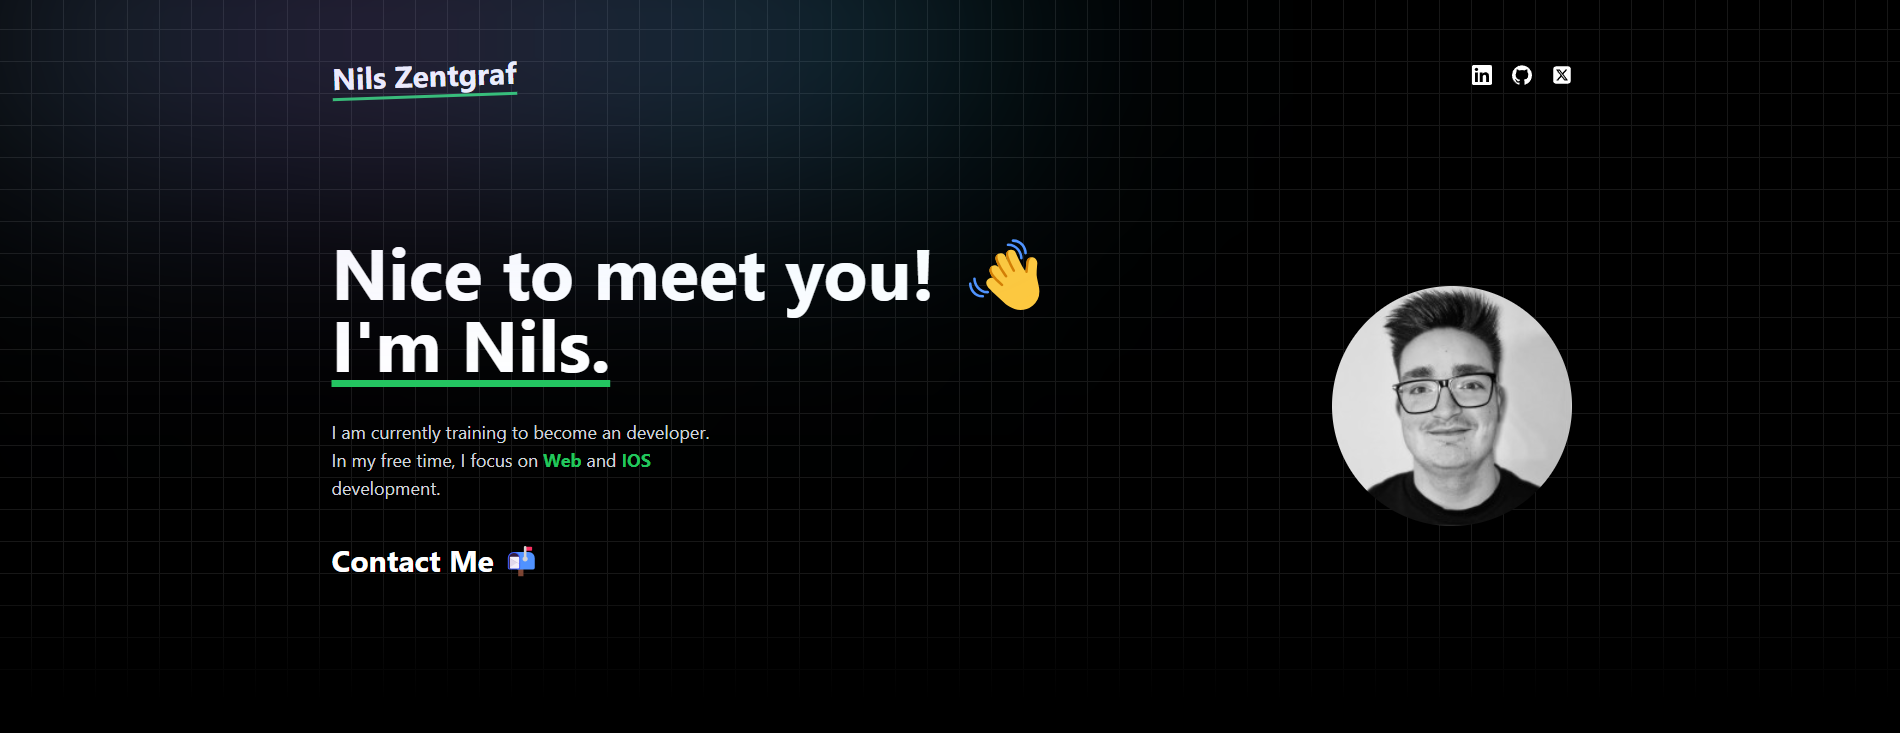 Nils Zentgraf
Nice to meet you! 👋
I'm Nils.
I am currently training to become an developer.
In my free time, I focus on Web and IOS
development.
Contact Me 📬